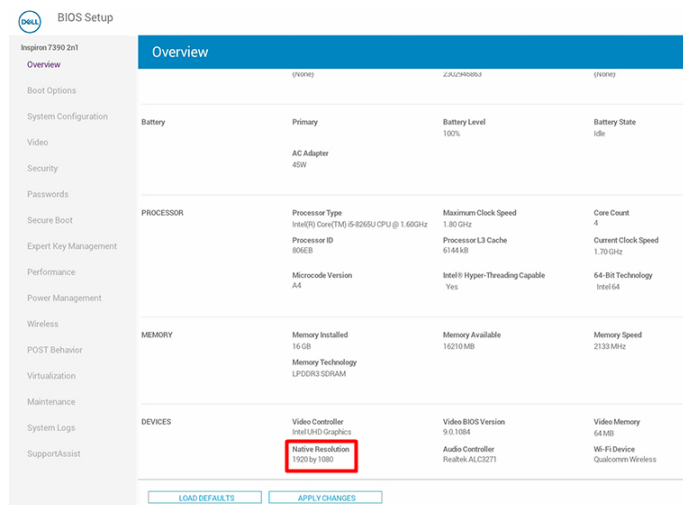 DELL
BIOS Setup
Inspiron 7390 2n1
Overview
Boot Options
System Configuration
Video
Security
Passwords
Secure Boot
Expert Key Management
Performance
Power Management
Wireless
POST Behavior
Virtualization
Maintenance
System Logs
SupportAssist
Overview
(None)
2302945863
(None)
Battery
Primary
Battery Level
100%
Battery State
Idle
AC Adapter
45W
PROCESSOR
Processor Type
Intel(R) Core(TM) i5-8265U CPU @ 1.60GHz
Maximum Clock Speed
1.80 GHz
Core Count
4
Processor ID
806EB
Processor L3 Cache
6144 kB
Current Clock Speed
1.70 GHz
Microcode Version
A4
Intel® Hyper-Threading Capable
Yes
64-Bit Technology
Intel 64
MEMORY
Memory Installed
16 GB
Memory Available
16210 MB
Memory Speed
2133 MHz
Memory Technology
LPDDR3 SDRAM
DEVICES
Video Controller
Intel UHD Graphics
Video BIOS Version
9.0.1084
Video Memory
64 MB
Native Resolution
1920 by 1080
Audio Controller
Realtek ALC3271
Wi-Fi Device
Qualcomm Wireless
LOAD DEFAULTS
APPLY CHANGES